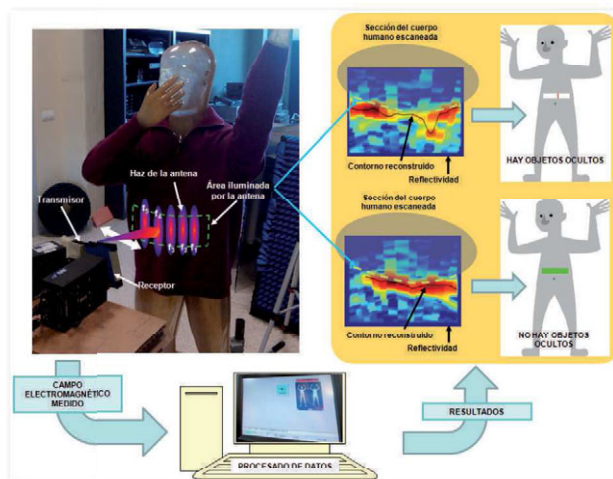 Haz de la antena
Área iluminada
por la antena
Transmisor
Receptor
Sección del cuerpo
humano escaneada
Contorno reconstruido
Reflectividad
HAY OBJETOS OCULTOS
Sección del cuerpo
humano escaneada
Contorno reconstruido
Reflectividad
NO HAY OBJETOS
OCULTOS
CAMPO
ELECTROMAGNÉTICO
MEDIDO
PROCESADO DE DATOS
RESULTADOS